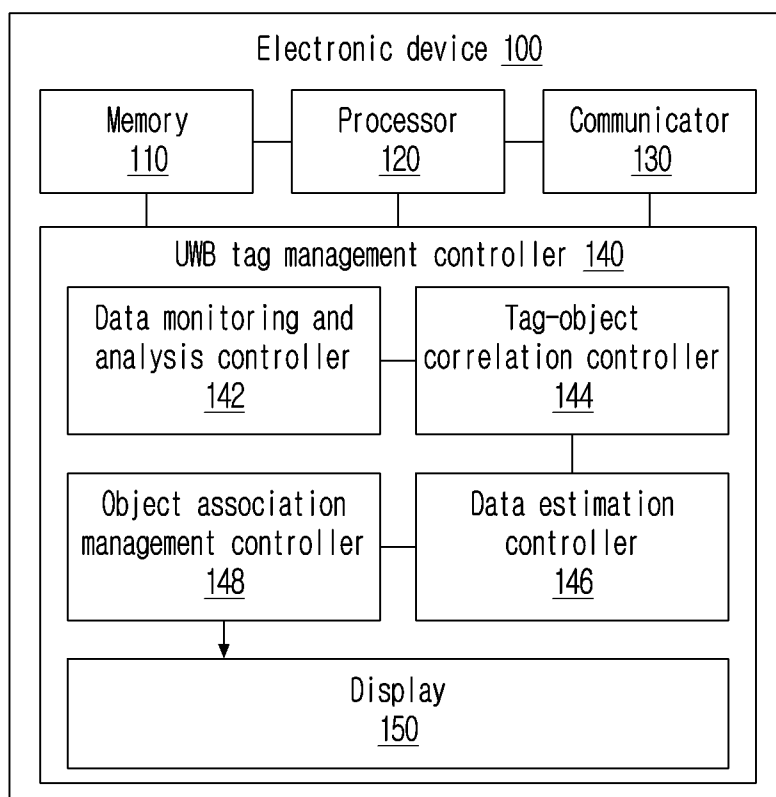 Electronic device 100
Memory
110
Processor
120
Communicator
130
UWB tag management controller 140
Data monitoring and
analysis controller
142
Tag-object
correlation controller
144
Object association
management controller
148
Data estimation
controller
146
Display
150